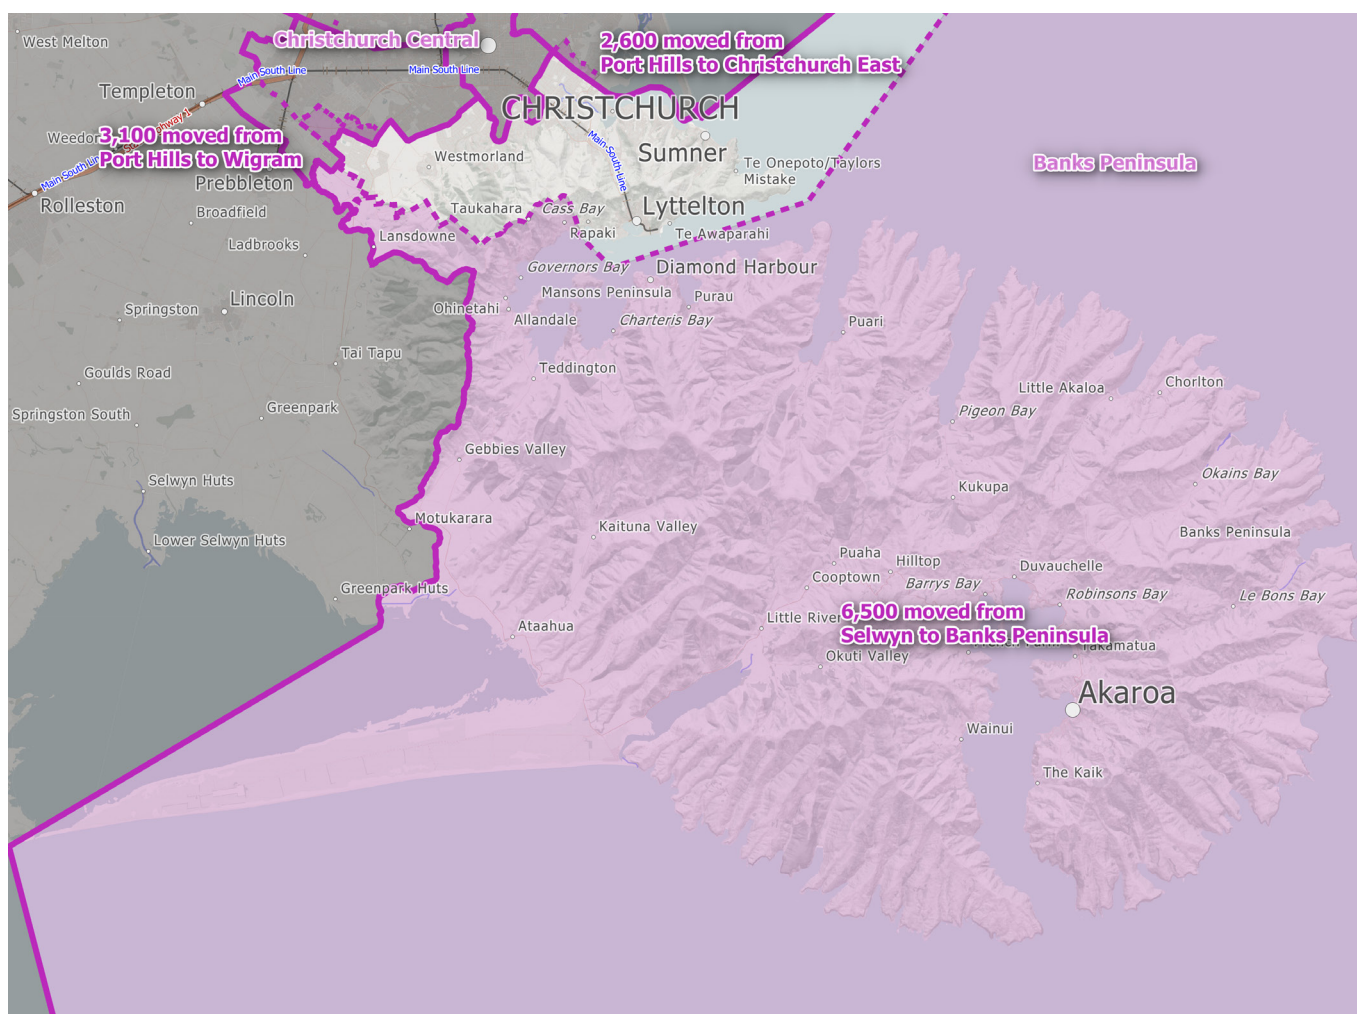 West Melton
Christchurch Central
2,600 moved from
Port Hills to Christchurch East
Main South Line
Main South Line
Templeton
CHRISTCHURCH
3,100 moved from
Port Hills to Wigram
Main South Line
Westmorland
Sumner
Te Onepoto/Taylors
Mistake
Banks Peninsula
Main South Line
Prebbleton
Rolleston
Broadfield
Taukahara
Cass Bay
Lyttelton
Rapaki
Te Awaparahi
Ladbrooks
Lansdowne
Governors Bay
Diamond Harbour
Lincoln
Mansons Peninsula
Purau
Springston
Ohinetahi
Allandale
Charteris Bay
Puari
Tai Tapu
Teddington
Goulds Road
Little Akaloa
Chorlton
Springston South
Greenpark
Pigeon Bay
Gebbies Valley
Okains Bay
Selwyn Huts
Kukupa
Motukarara
Kaituna Valley
Banks Peninsula
Lower Selwyn Huts
Puaha
Hilltop
Duvauchelle
Cooptown
Barrys Bay
Greenpark Huts
Robinsons Bay
Le Bons Bay
Little River
6,500 moved from
Selwyn to Banks Peninsula
Ataahua
Takamatua
Okuti Valley
Akaroa
Wainui
The Kaik